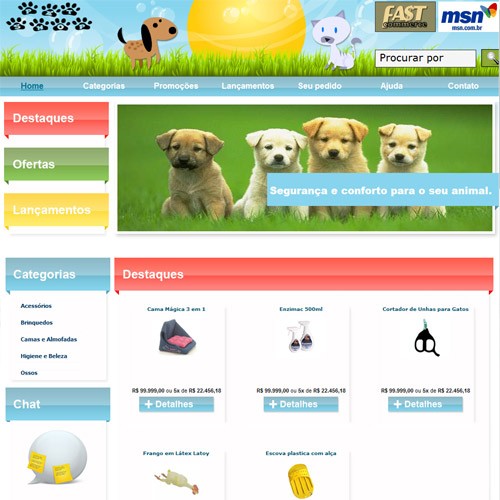 FAST
commerce
msn
msn.com.br
Procurar por
Home Categorias Promoções Lançamentos Seu pedido Ajuda Contato
Destaques
Ofertas
Lançamentos
Segurança e conforto para o seu animal.
Categorias
Acessórios
Brinquedos
Camas e Almofadas
Higiene e Beleza
Ossos
Chat
Destaques
Cama Mágica 3 em 1 Enzimac 500ml Cortador de Unhas para Gatos
R$ 99.999,00 ou 5x de R$ 22.456,18 R$ 99.999,00 ou 5x de R$ 22.456,18 R$ 99.999,00 ou 5x de R$ 22.456,18
+ Detalhes + Detalhes + Detalhes
Frango em Látex Latoy Escova plastica com alça